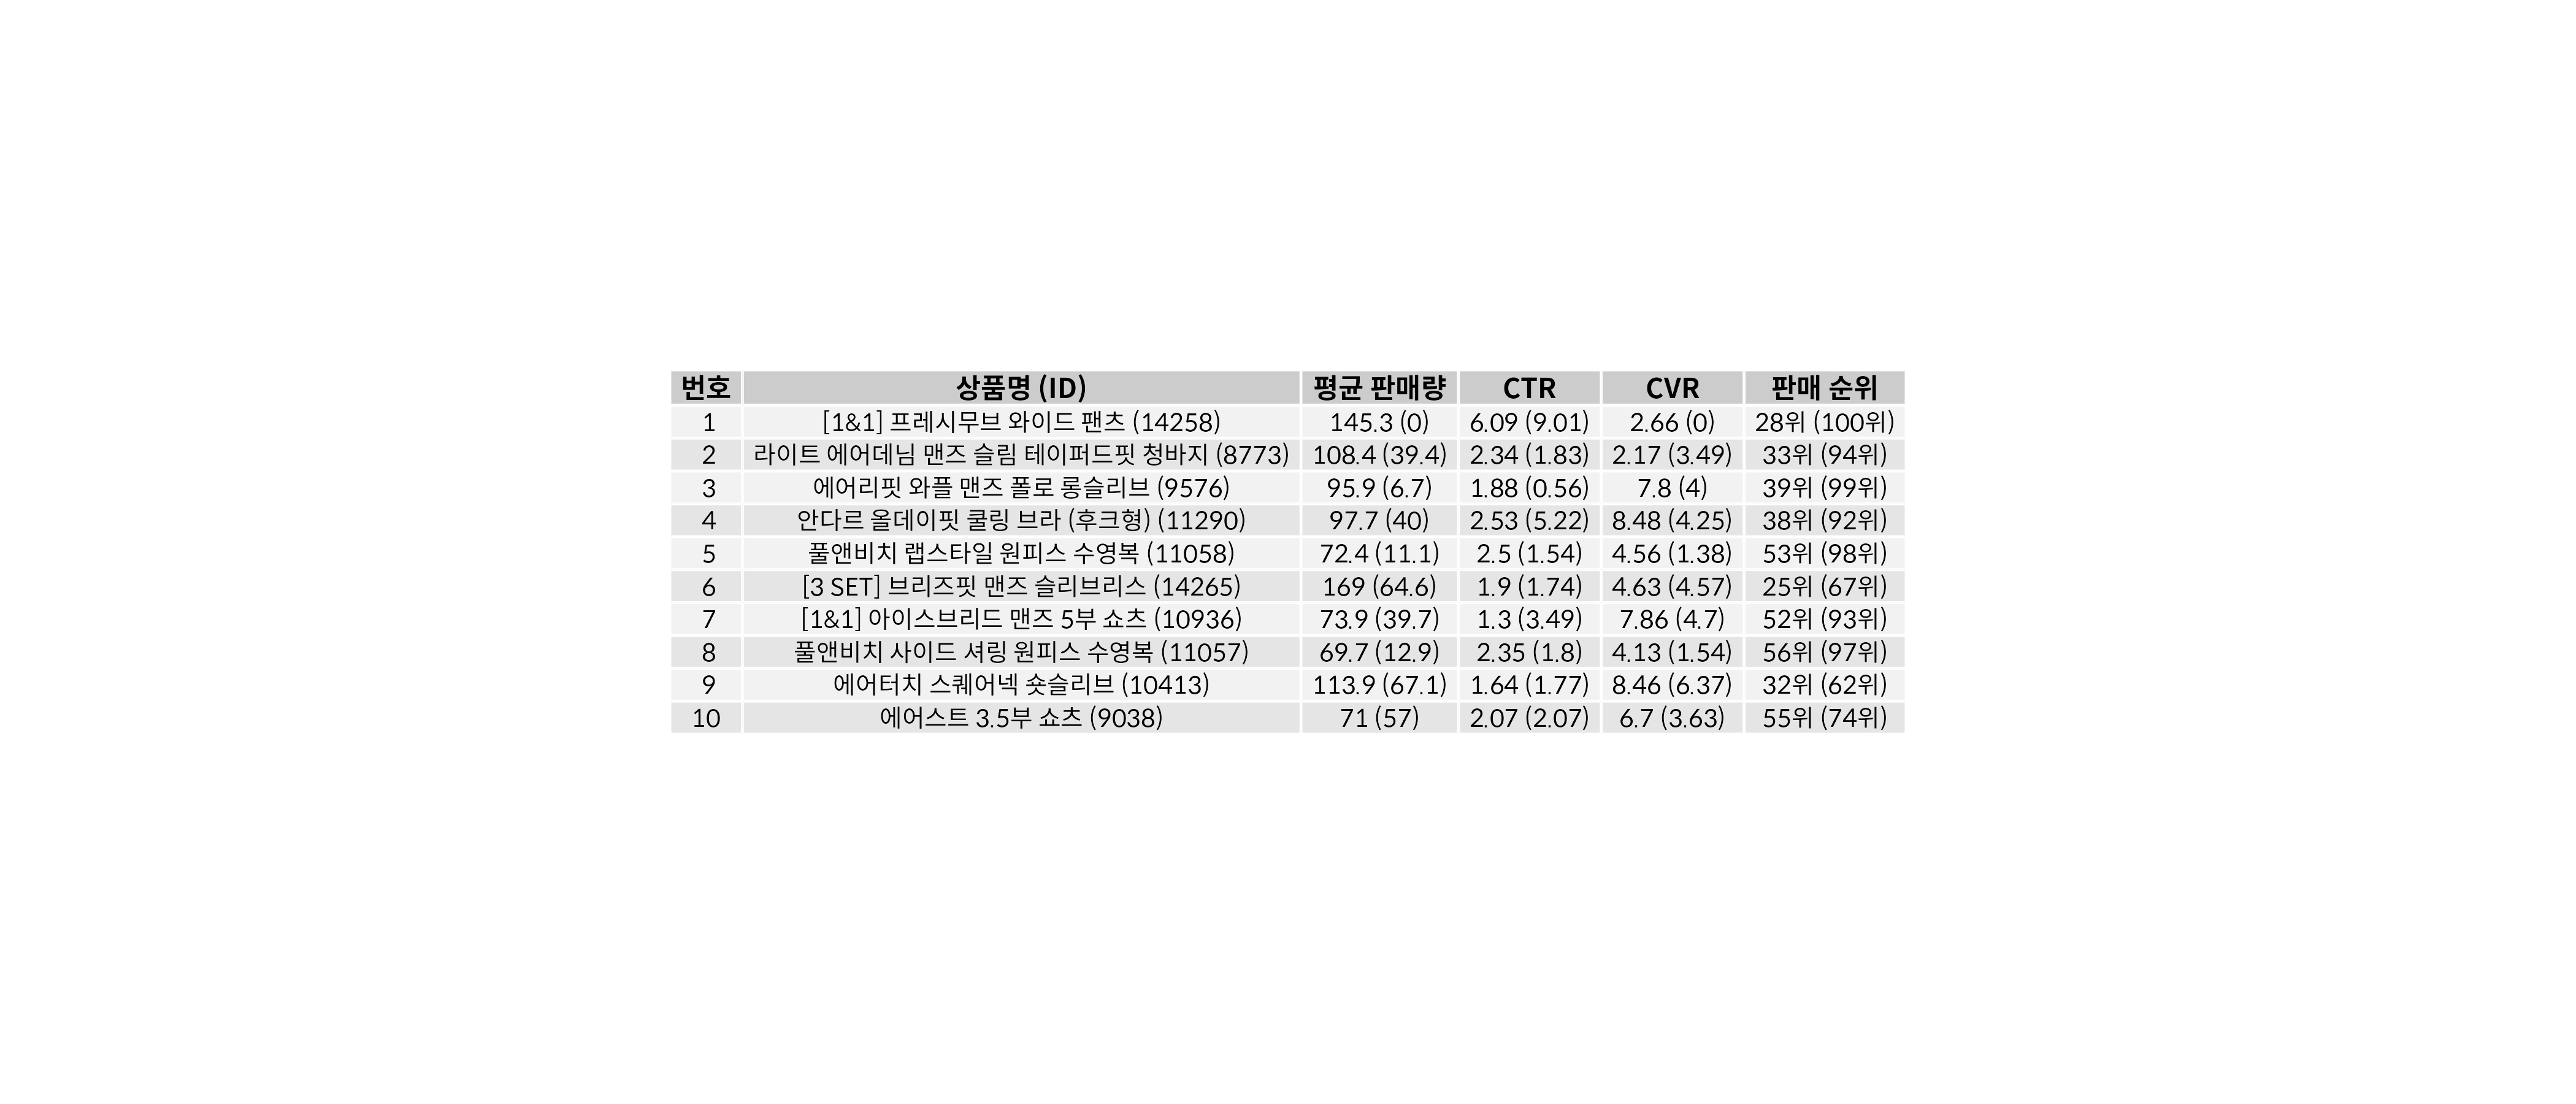 번호 상품명 (ID) 평균 판매량 CTR CVR 판매 순위
1 [1&1] 프레시무브 와이드 팬츠 (14258) 145.3 (0) 6.09 (9.01) 2.66 (0) 28위 (100위)
2 라이트 에어데님 맨즈 슬림 테이퍼드핏 청바지 (8773) 108.4 (39.4) 2.34 (1.83) 2.17 (3.49) 33위 (94위)
3 에어리핏 와플 맨즈 폴로 롱슬리브 (9576) 95.9 (6.7) 1.88 (0.56) 7.8 (4) 39위 (99위)
4 안다르 올데이핏 쿨링 브라 (후크형) (11290) 97.7 (40) 2.53 (5.22) 8.48 (4.25) 38위 (92위)
5 풀앤비치 랩스타일 원피스 수영복 (11058) 72.4 (11.1) 2.5 (1.54) 4.56 (1.38) 53위 (98위)
6 [3 SET] 브리즈핏 맨즈 슬리브리스 (14265) 169 (64.6) 1.9 (1.74) 4.63 (4.57) 25위 (67위)
7 [1&1] 아이스브리드 맨즈 5부 쇼츠 (10936) 73.9 (39.7) 1.3 (3.49) 7.86 (4.7) 52위 (93위)
8 풀앤비치 사이드 셔링 원피스 수영복 (11057) 69.7 (12.9) 2.35 (1.8) 4.13 (1.54) 56위 (97위)
9 에어터치 스퀘어넥 숏슬리브 (10413) 113.9 (67.1) 1.64 (1.77) 8.46 (6.37) 32위 (62위)
10 에어스트 3.5부 쇼츠 (9038) 71 (57) 2.07 (2.07) 6.7 (3.63) 55위 (74위)